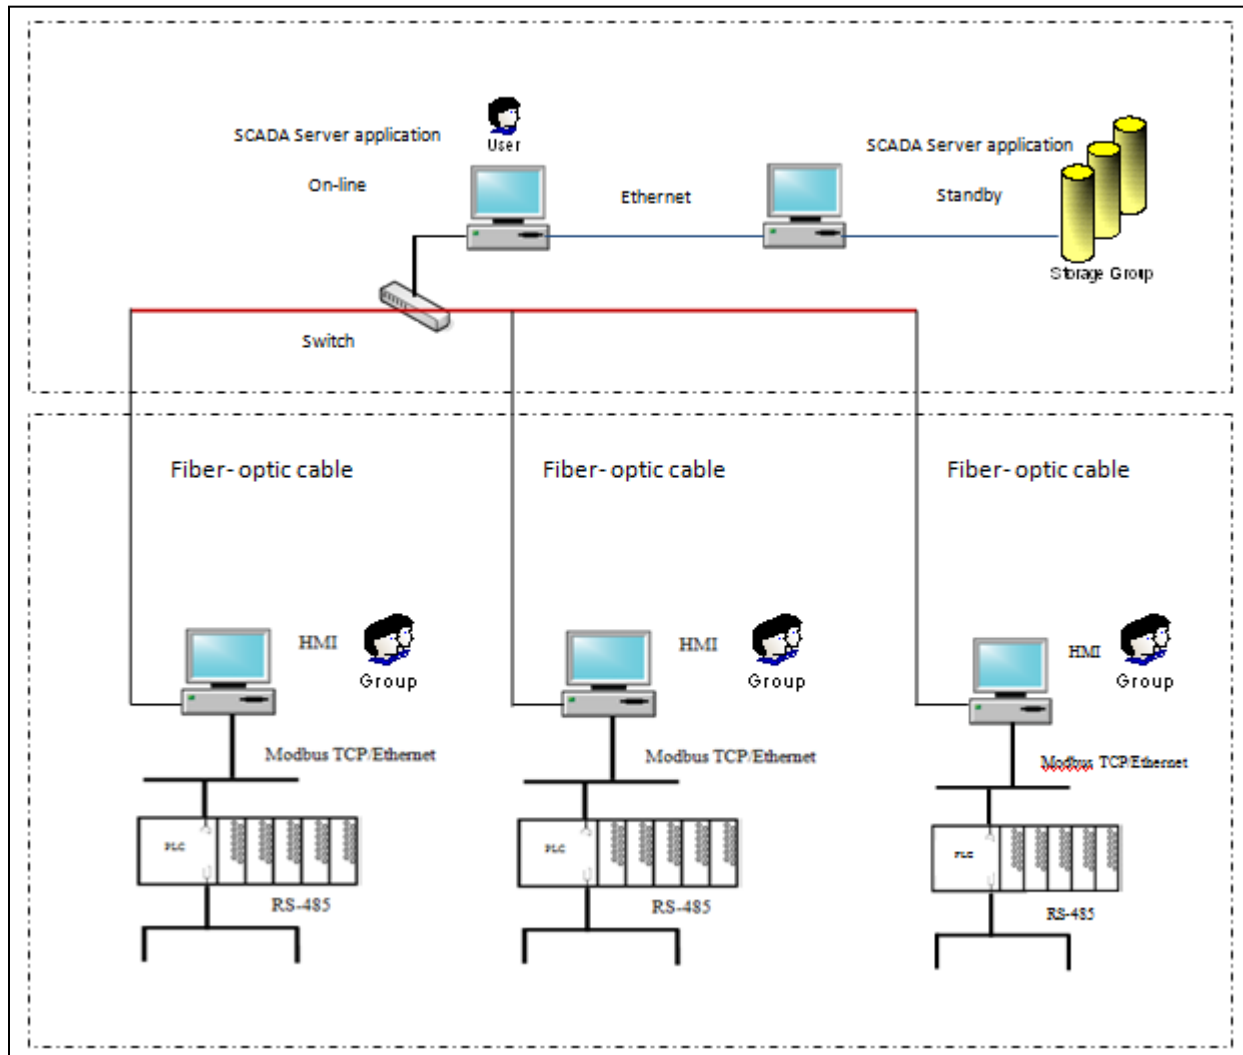 SCADA Server application
User
SCADA Server application
On-line
Ethernet
Standby
Storage Group
Switch
Fiber- optic cable
Fiber- optic cable
Fiber- optic cable
HMI
Group
HMI
Group
HMI
Group
Modbus TCP/Ethernet
Modbus TCP/Ethernet
Modbus TCP/Ethernet
PLC
PLC
PLC
RS-485
RS-485
RS-485